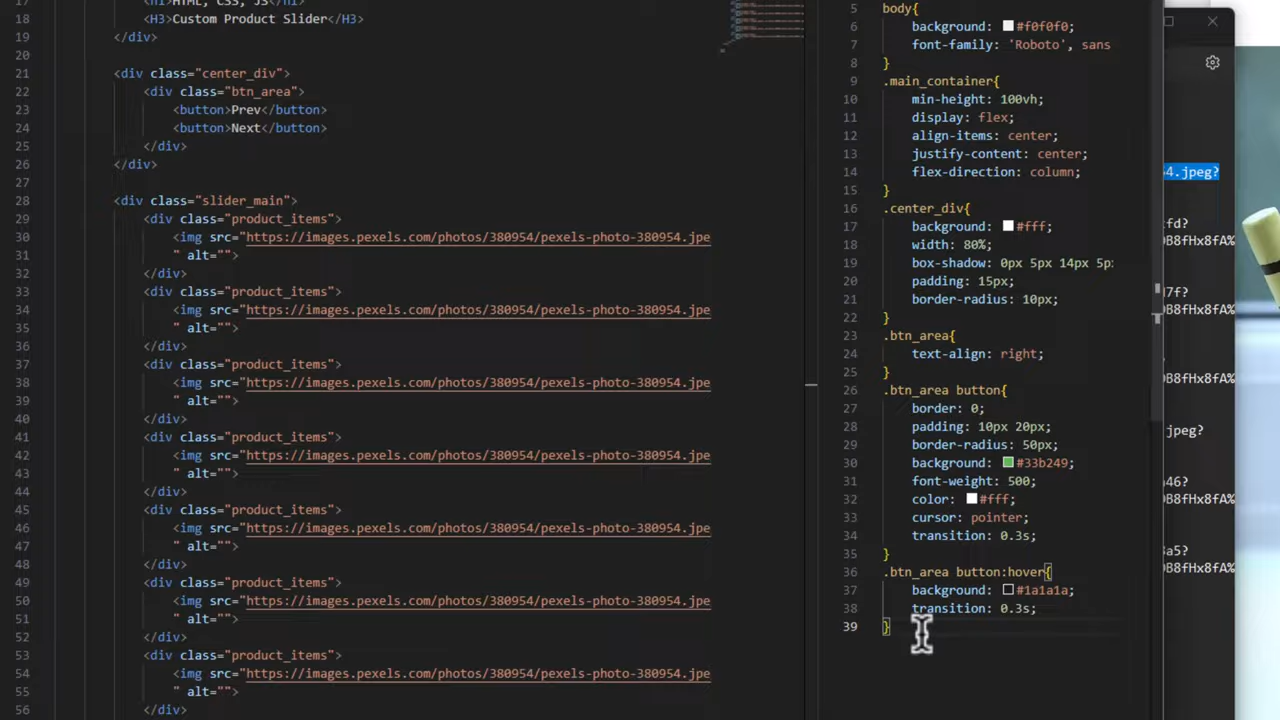 17 <h1>HTML, CSS, JS</h1>
18 <H3>Custom Product Slider</H3>
19 </div>
20
21 <div class="center_div">
22 <div class="btn_area">
23 <button>Prev</button>
24 <button>Next</button>
25 </div>
26 </div>
27
28 <div class="slider_main">
29 <div class="product_items">
30 <img src="https://images.pexels.com/photos/380954/pexels-photo-380954.jpe
31 " alt="">
32 </div>
33 <div class="product_items">
34 <img src="https://images.pexels.com/photos/380954/pexels-photo-380954.jpe
35 " alt="">
36 </div>
37 <div class="product_items">
38 <img src="https://images.pexels.com/photos/380954/pexels-photo-380954.jpe
39 " alt="">
40 </div>
41 <div class="product_items">
42 <img src="https://images.pexels.com/photos/380954/pexels-photo-380954.jpe
43 " alt="">
44 </div>
45 <div class="product_items">
46 <img src="https://images.pexels.com/photos/380954/pexels-photo-380954.jpe
47 " alt="">
48 </div>
49 <div class="product_items">
50 <img src="https://images.pexels.com/photos/380954/pexels-photo-380954.jpe
51 " alt="">
52 </div>
53 <div class="product_items">
54 <img src="https://images.pexels.com/photos/380954/pexels-photo-380954.jpe
55 " alt="">
56 </div>
5 body{
6 background: #f0f0f0;
7 font-family: 'Roboto', sans
8 }
9 .main_container{
10 min-height: 100vh;
11 display: flex;
12 align-items: center;
13 justify-content: center;
14 flex-direction: column;
15 }
16 .center_div{
17 background: #fff;
18 width: 80%;
19 box-shadow: 0px 5px 14px 5p
20 padding: 15px;
21 border-radius: 10px;
22 }
23 .btn_area{
24 text-align: right;
25 }
26 .btn_area button{
27 border: 0;
28 padding: 10px 20px;
29 border-radius: 50px;
30 background: #33b249;
31 font-weight: 500;
32 color: #fff;
33 cursor: pointer;
34 transition: 0.3s;
35 }
36 .btn_area button:hover{
37 background: #1a1a1a;
38 transition: 0.3s;
39 }
4.jpeg?
fd?
B8fHx8fA%
7f?
B8fHx8fA%
B8fHx8fA%
jpeg?
a46?
B8fHx8fA%
a5?
B8fHx8fA%